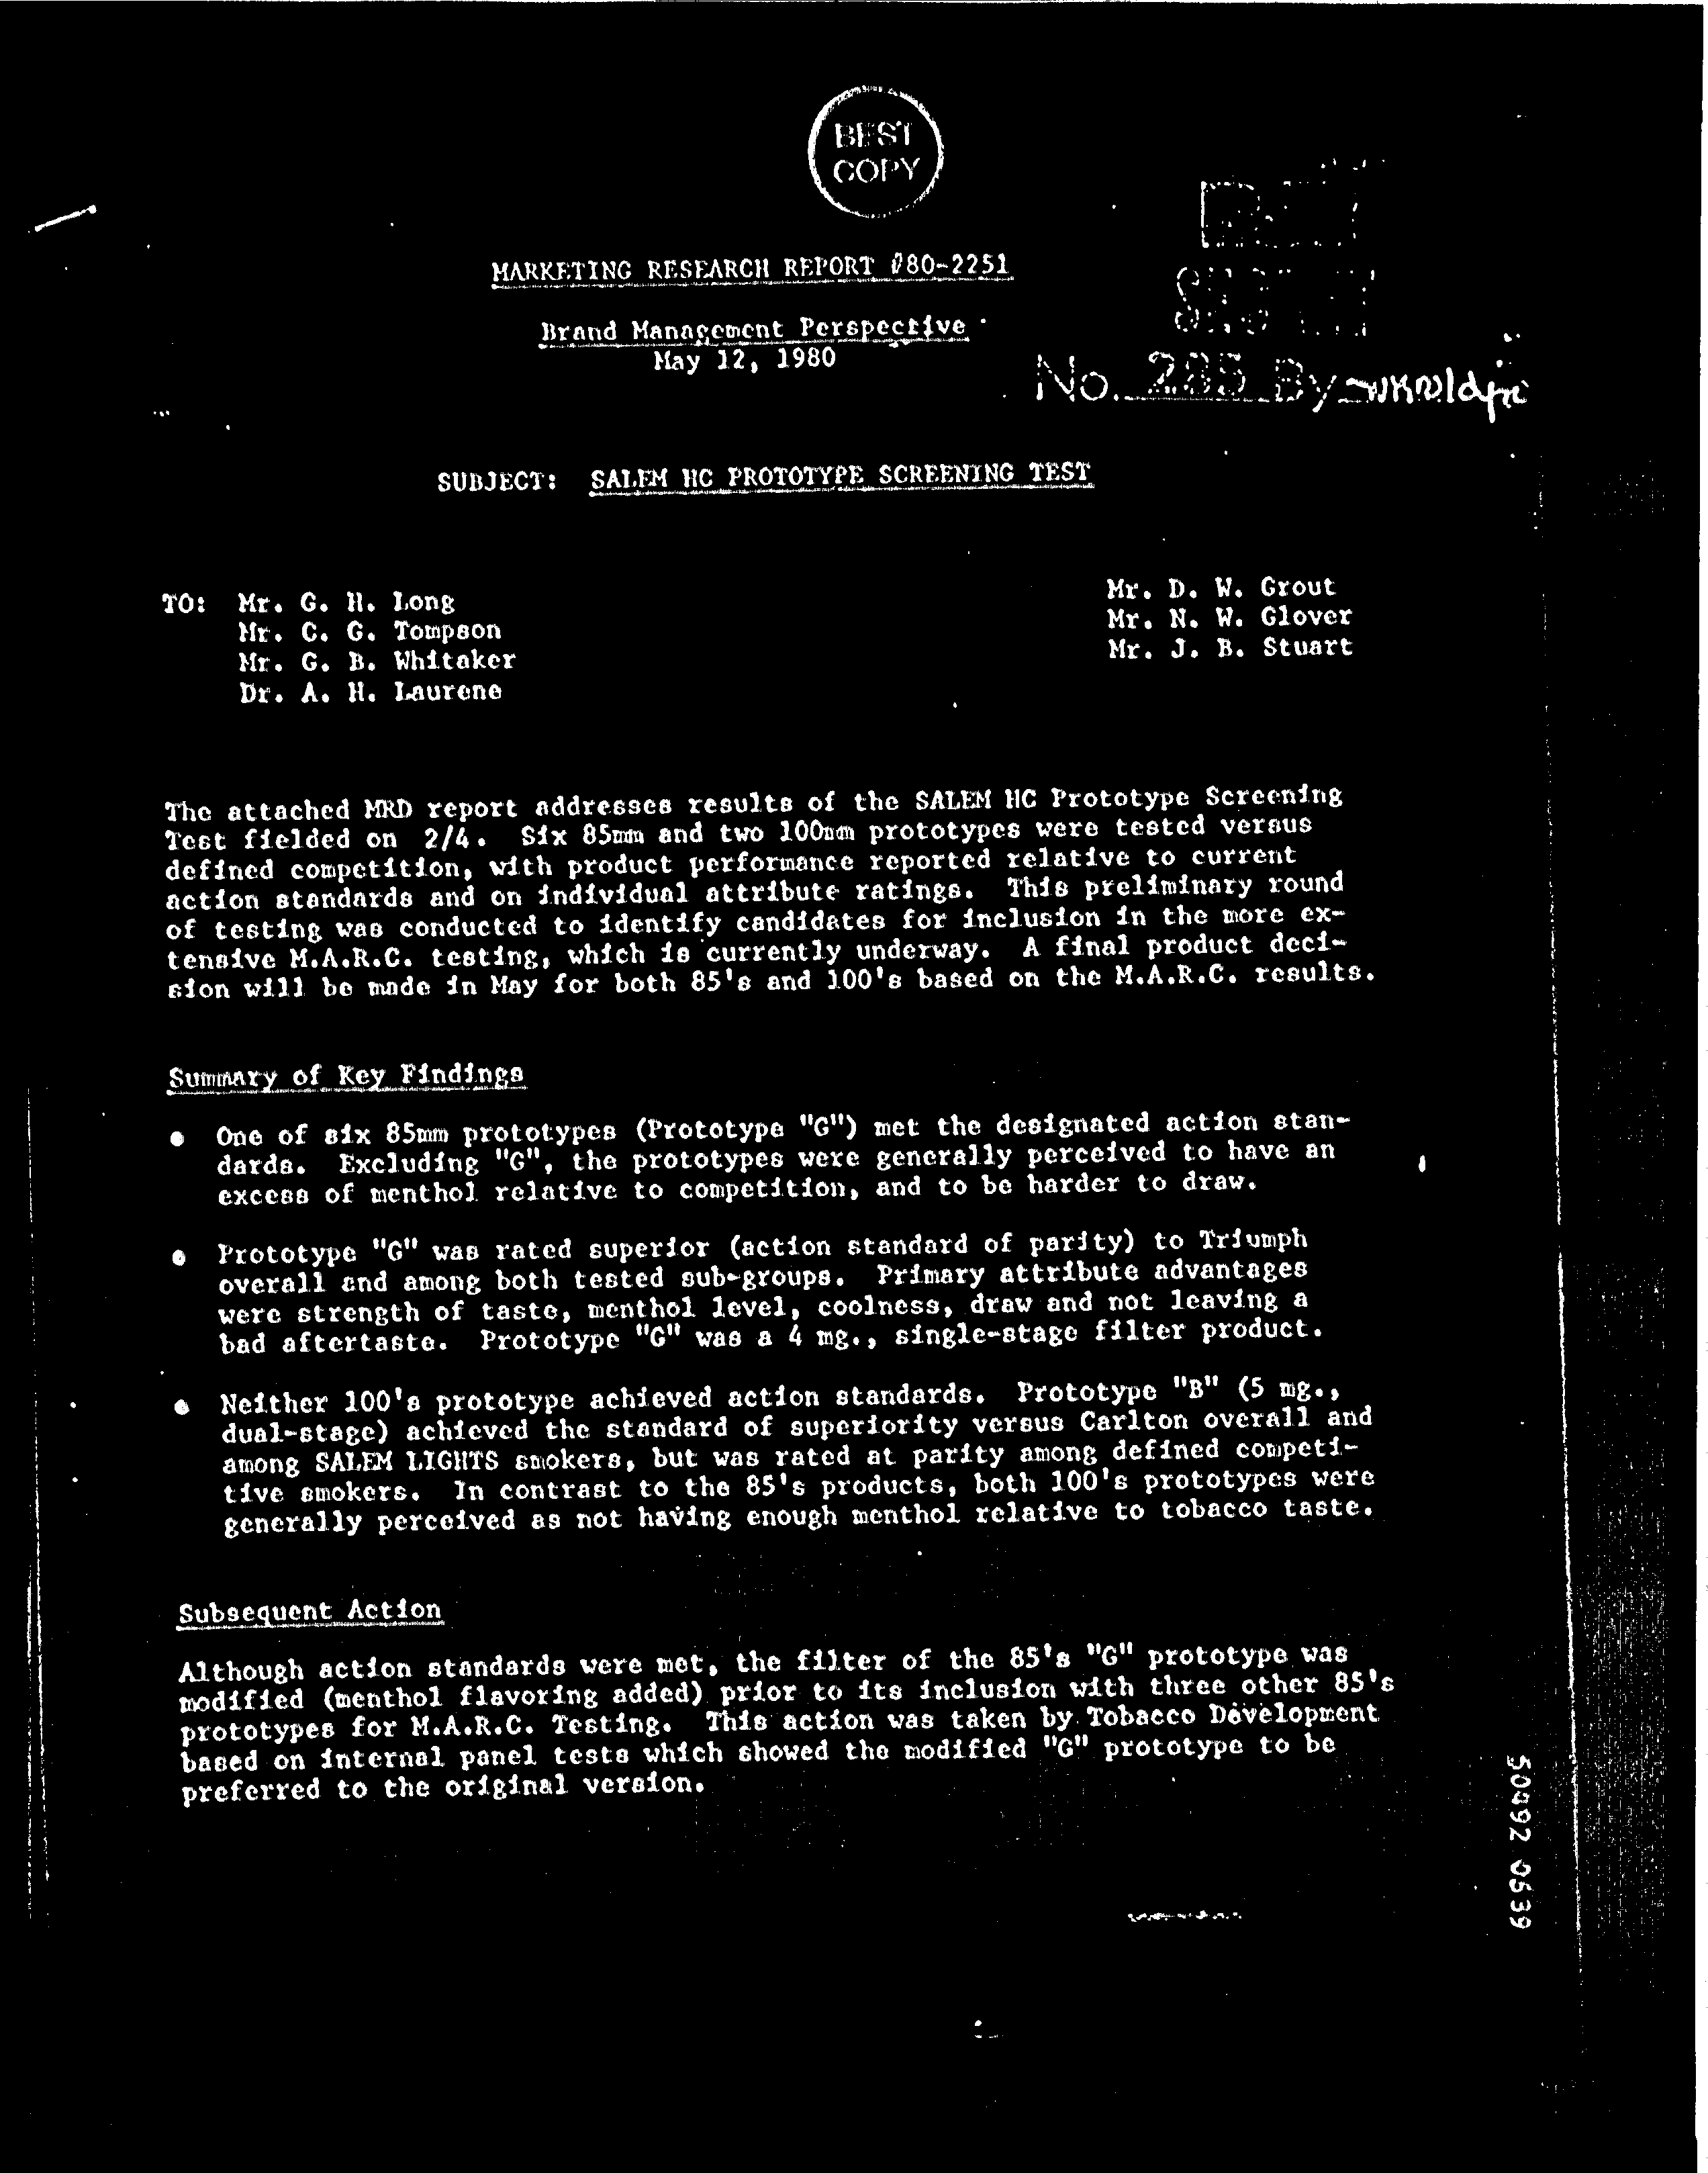 BEST
COPY
MARKETING RESEARCH REPORT #80-2251
Brand Management Perspective
May 12, 1980
No. 285 By
SUBJECT: SALEM HC PROTOTYPE SCREENING TEST
TO: Mr. G. H. Long
Mr. C. G. Tompson
Mr. G. B. Whitaker
Dr. A. H. Laurene
Mr. D. W. Grout
Mr. N. W. Glover
Mr. J. B. Stuart
The attached MRD report addresses results of the SALEM HC Prototype Screening
Test fielded on 2/4. Six 85mm and two 100mm prototypes were tested versus
defined competition, with product performance reported relative to current
action standards and on individual attribute ratings. This preliminary round
of testing was conducted to identify candidates for inclusion in the more ex-
tensive M.A.R.C. testing, which is currently underway. A final product deci-
sion will be made in May for both 85's and 100's based on the M.A.R.C. results.
Summary of Key Findings
• One of six 85mm prototypes (Prototype "G") met the designated action stan-
dards. Excluding "G", the prototypes were generally perceived to have an
excess of menthol relative to competition, and to be harder to draw.
• Prototype "G" was rated superior (action standard of parity) to Triumph
overall and among both tested sub-groups. Primary attribute advantages
were strength of taste, menthol level, coolness, draw and not leaving a
bad aftertaste. Prototype "G" was a 4 mg., single-stage filter product.
• Neither 100's prototype achieved action standards. Prototype "B" (5 mg.,
dual-stage) achieved the standard of superiority versus Carlton overall and
among SALEM LIGHTS smokers, but was rated at parity among defined competi-
tive smokers. In contrast to the 85's products, both 100's prototypes were
generally perceived as not having enough menthol relative to tobacco taste.
Subsequent Action
Although action standards were met, the filter of the 85's "G" prototype was
modified (menthol flavoring added) prior to its inclusion with three other 85's
prototypes for M.A.R.C. Testing. This action was taken by Tobacco Development
based on internal panel tests which showed the modified "G" prototype to be
preferred to the original version.
50492 0539